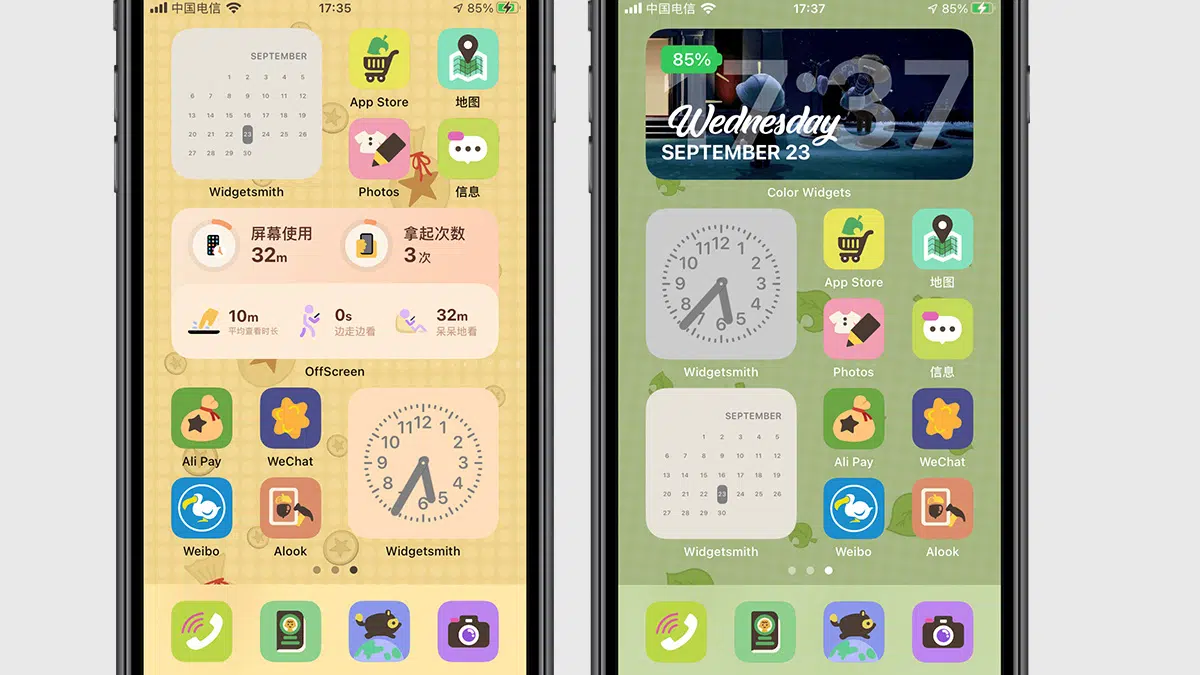 中国电信
17:35
85%
SEPTEMBER
1 2 3 4 5
6 7 8 9 10 11 12
13 14 15 16 17 18 19
20 21 22 23 24 25 26
27 28 29 30
Widgetsmith
App Store
地图
Photos
信息
屏幕使用
32m
拿起次数
3次
10m
平均查看时长
0s
边走边看
32m
呆呆地看
OffScreen
Ali Pay
WeChat
12 1 2 3 4 5 6 8 9 10 11
Weibo
Alook
Widgetsmith
中国电信
17:37
85%
85%
17:37
Wednesday
SEPTEMBER 23
Color Widgets
12 1 2 3 4 5 6 8 9 10 11
Widgetsmith
App Store
地图
Photos
信息
SEPTEMBER
1 2 3 4 5
6 7 8 9 10 11 12
13 14 15 16 17 18 19
20 21 22 23 24 25 26
27 28 29 30
Widgetsmith
Ali Pay
WeChat
Weibo
Alook